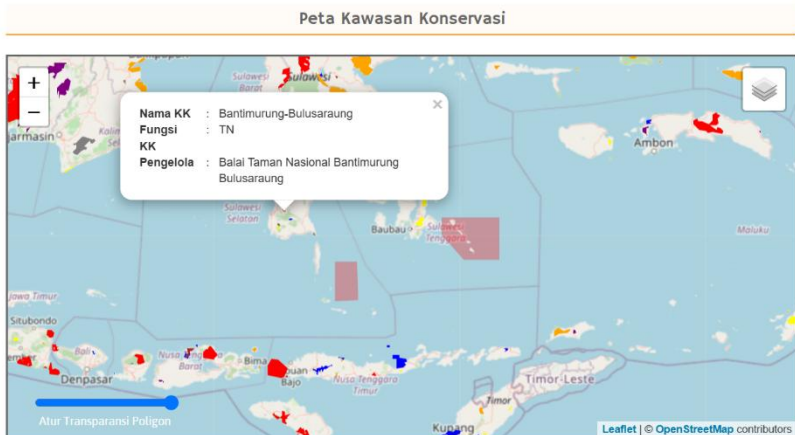 Peta Kawasan Konservasi
+
−
Sulawesi
Barat
Sulawesi
Nama KK : Bantimurung-Bulusaraung
Fungsi : TN
KK
Pengelola : Balai Taman Nasional Bantimurung
Bulusaraung
×
Ambon
Sulawesi
Selatan
Baubau
Sulawesi
Tenggara
Maluku
Jawa Timur
Situbondo
Bali
Denpasar
Nusa Tenggara
Barat
Bima
Bajo
Nusa Tenggara
Timur
Timor-Leste
Timor
Kupang
Atur Transparansi Poligon
Leaflet | © OpenStreetMap contributors